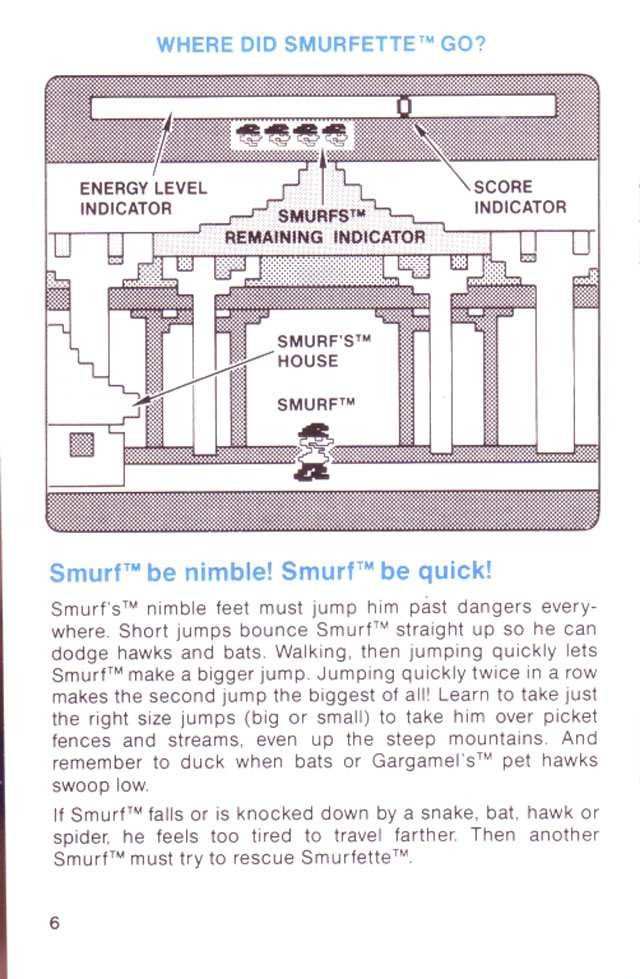 WHERE DID SMURFETTE™ GO?
ENERGY LEVEL
INDICATOR
SCORE
INDICATOR
SMURFS™
REMAINING INDICATOR
SMURF'S™
HOUSE
SMURF™
Smurf™ be nimble! Smurf™ be quick!
Smurf's™ nimble feet must jump him past dangers every-
where. Short jumps bounce Smurf™ straight up so he can
dodge hawks and bats. Walking, then jumping quickly lets
Smurf™ make a bigger jump. Jumping quickly twice in a row
makes the second jump the biggest of all! Learn to take just
the right size jumps (big or small) to take him over picket
fences and streams, even up the steep mountains. And
remember to duck when bats or Gargamel's™ pet hawks
swoop low.
If Smurf™ falls or is knocked down by a snake, bat, hawk or
spider, he feels too tired to travel farther. Then another
Smurf™ must try to rescue Smurfette™.
6